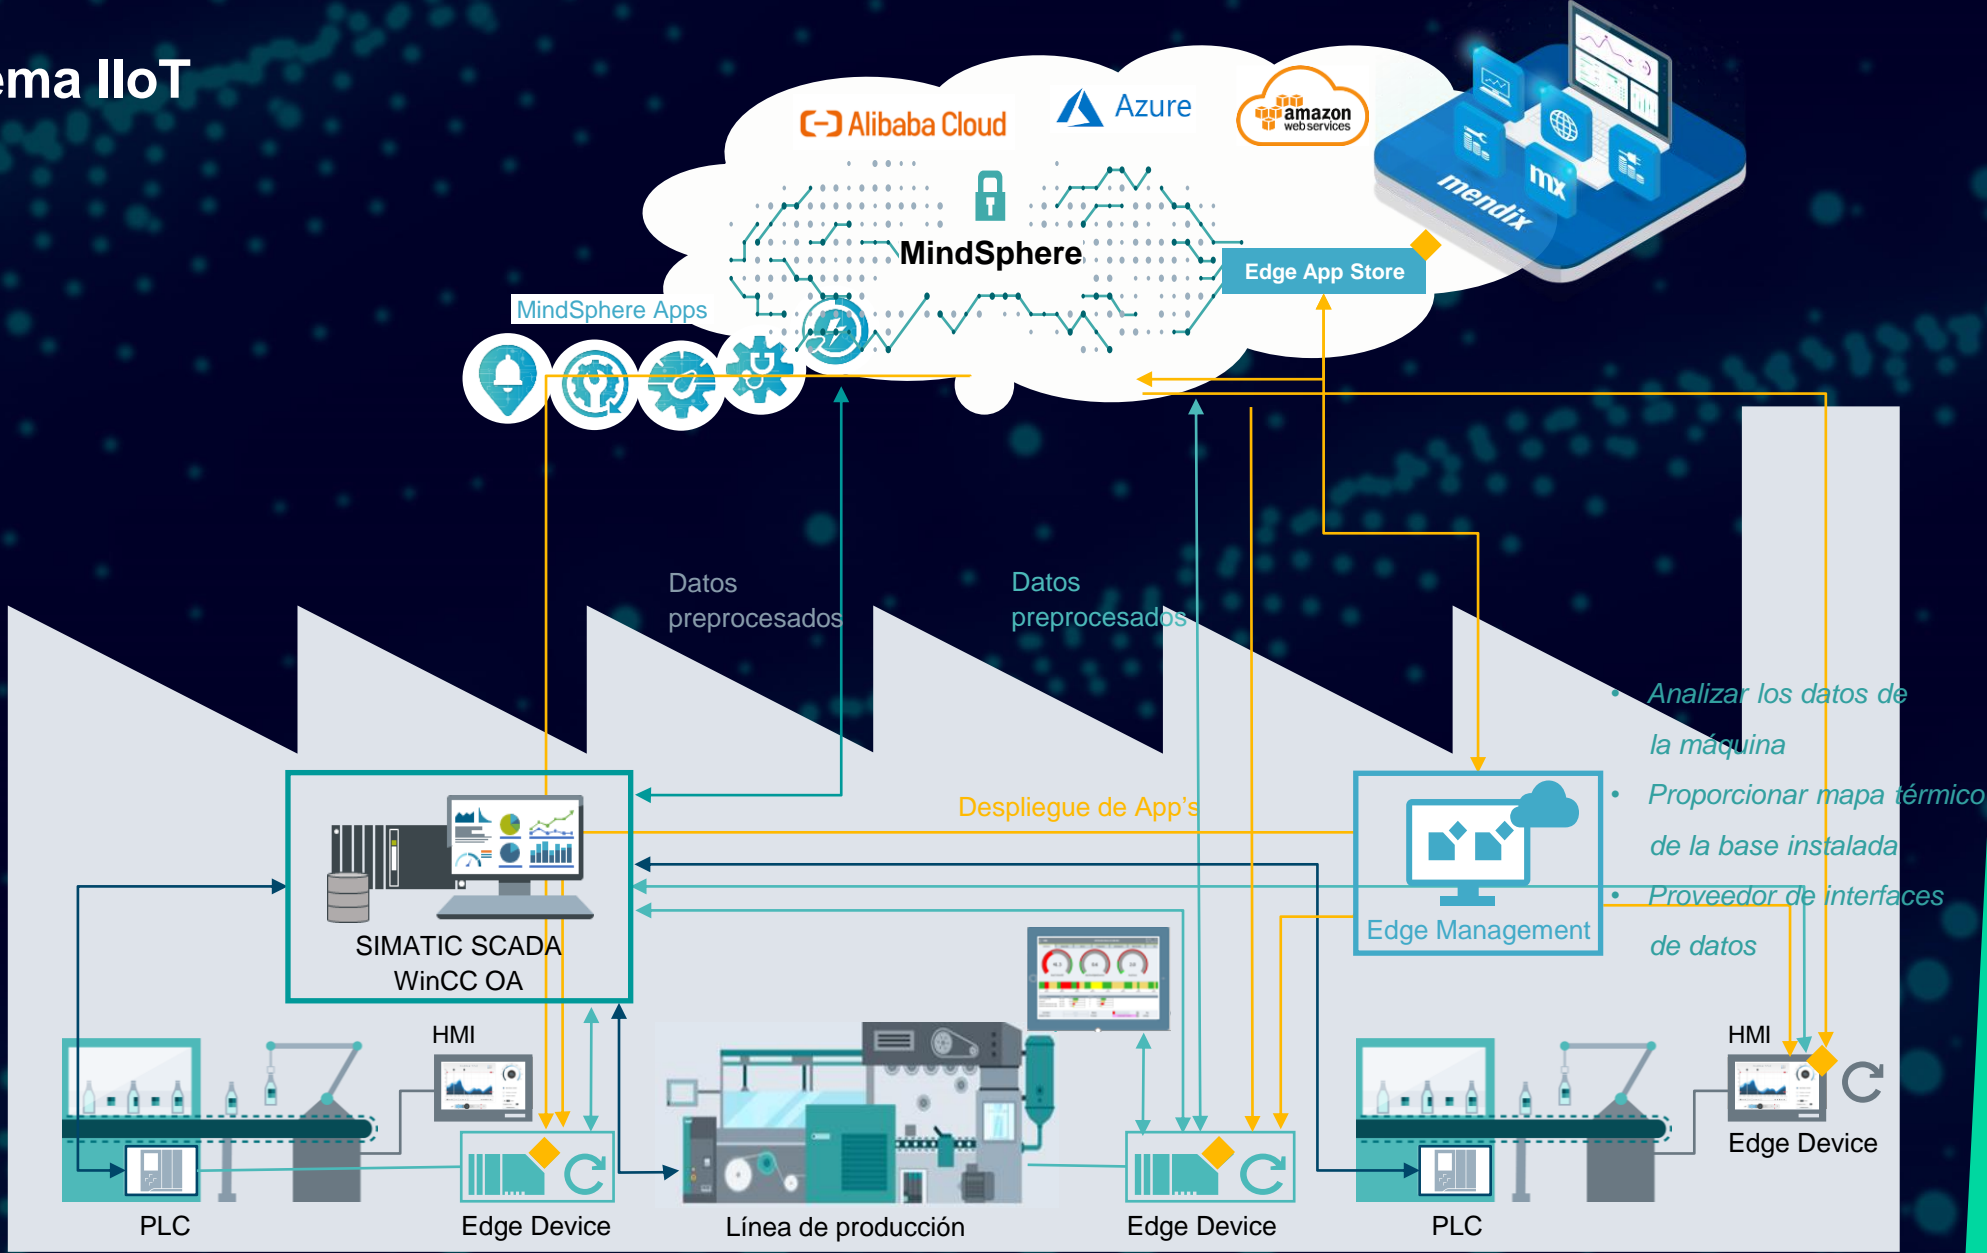 ema IIoT
Alibaba Cloud
Azure
amazon
webservices
mx
mendix
MindSphere
Edge App Store
MindSphere Apps
Datos
preprocesados
Datos
preprocesados
• Analizar los datos de
la máquina
• Proporcionar mapa térmico
de la base instalada
• Proveedor de interfaces
de datos
Despliegue de App's
Edge Management
SIMATIC SCADA
WinCC OA
HMI
HMI
Edge Device
PLC
Edge Device
Línea de producción
Edge Device
PLC